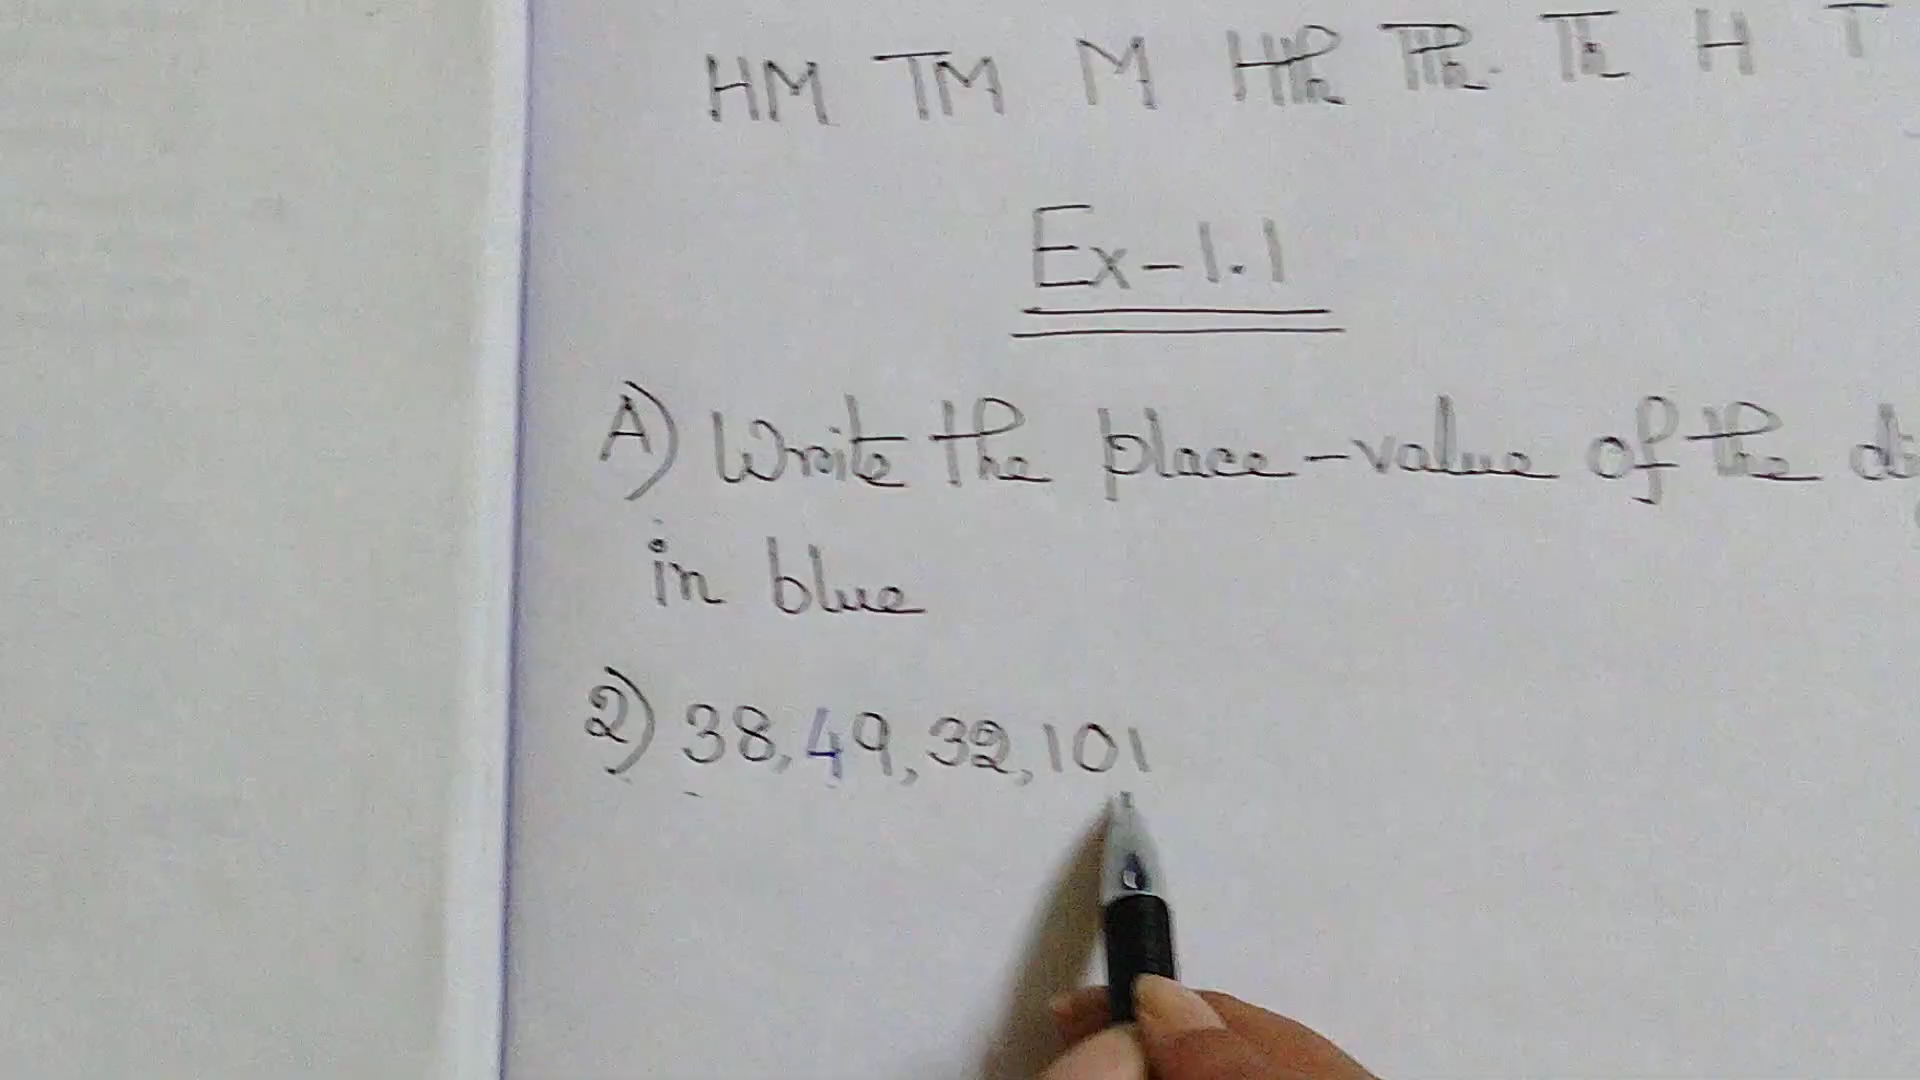 HM TM M HTh TTh Th H T
Ex-1.1
A) Write the place-value of the
in blue
2) 38,49,32,101